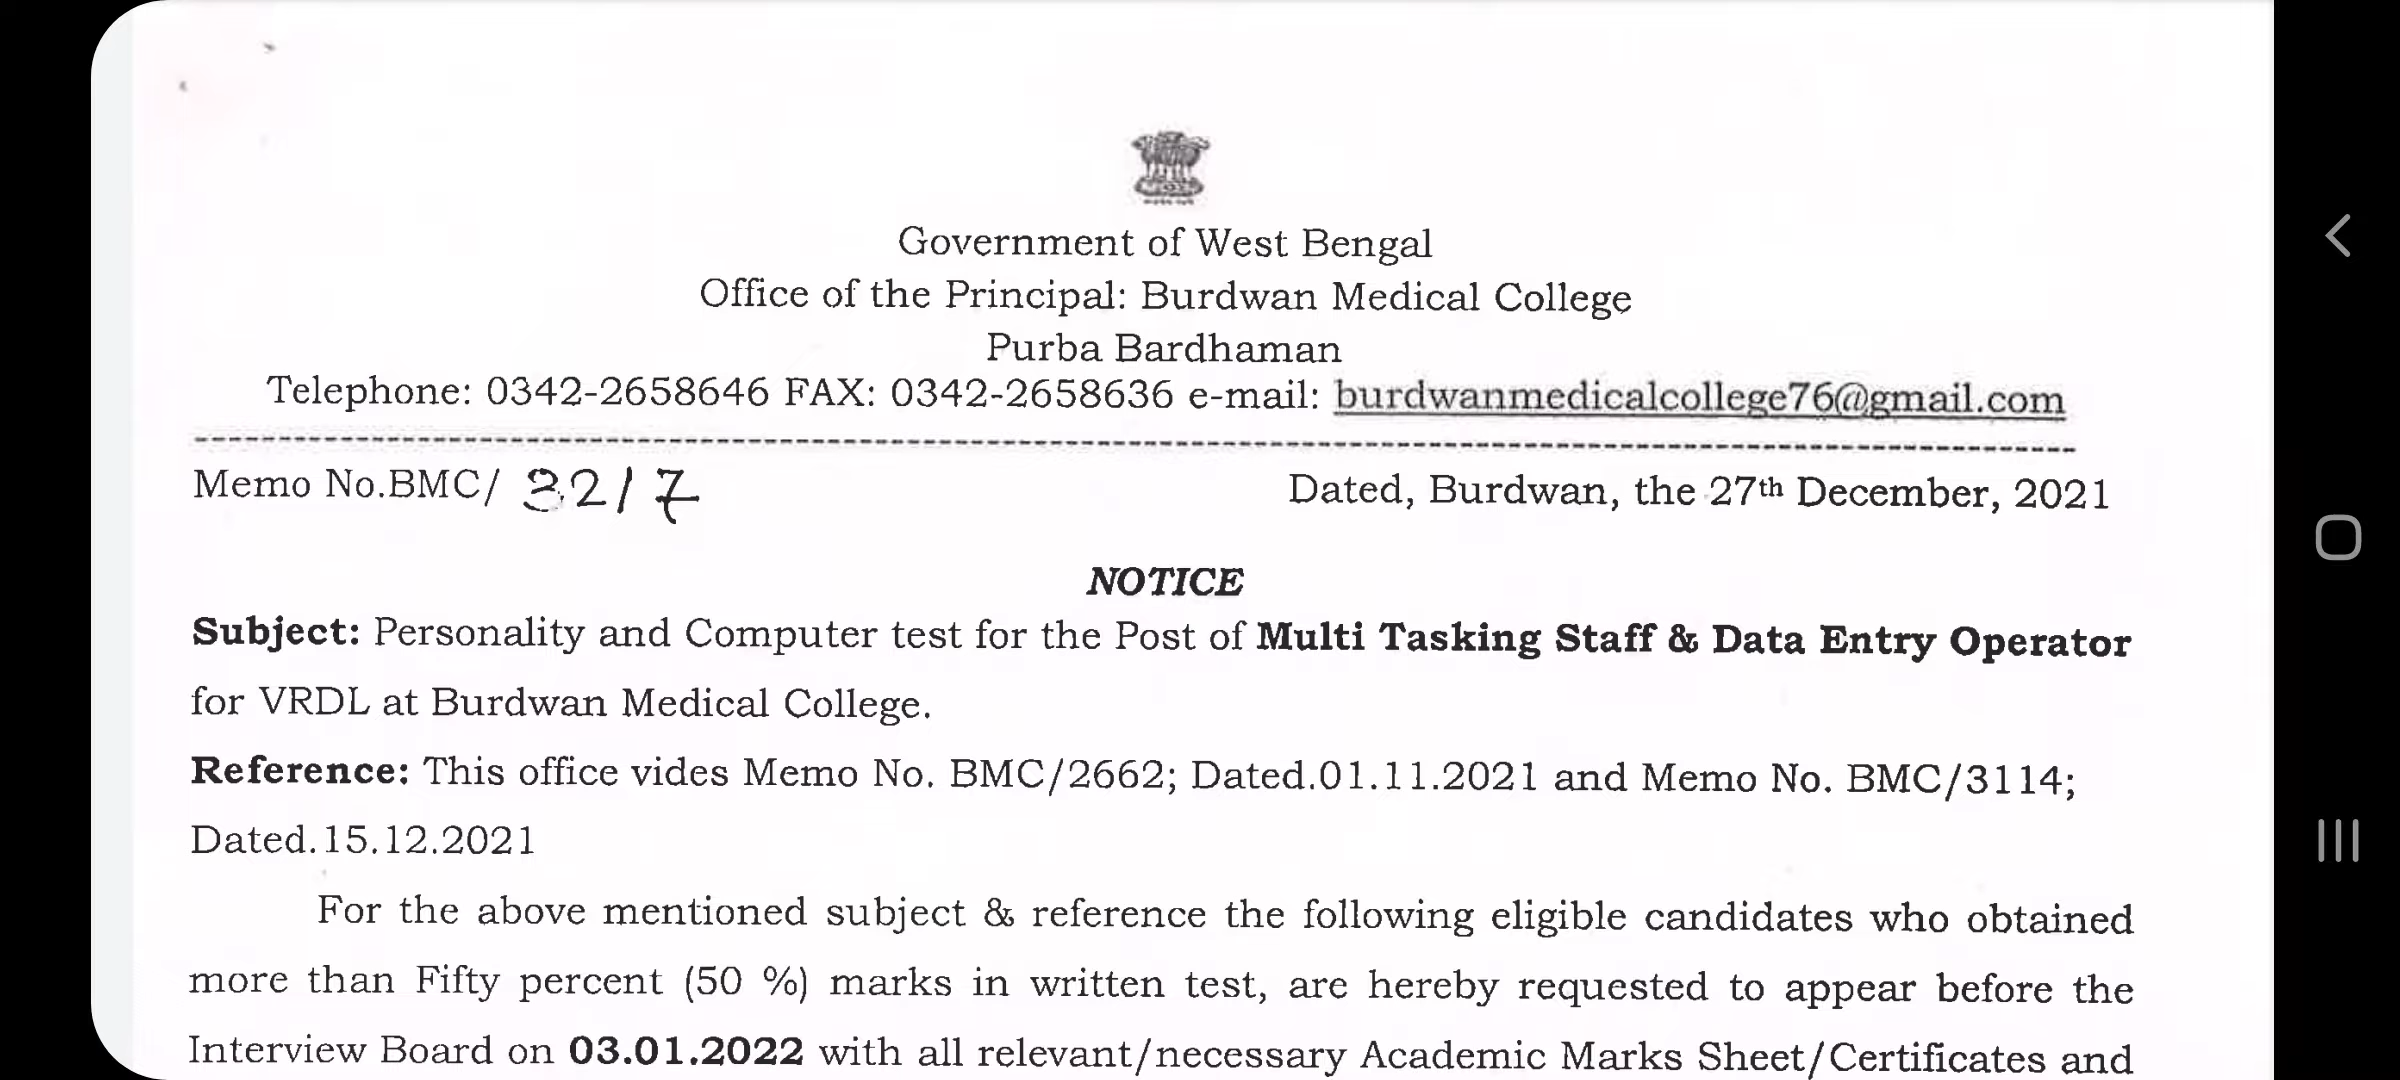 Government of West Bengal
Office of the Principal: Burdwan Medical College
Purba Bardhaman
Telephone: 0342-2658646 FAX: 0342-2658636 e-mail: burdwanmedicalcollege76@gmail.com
Memo No.BMC/ 3217 Dated, Burdwan, the 27th December, 2021
NOTICE
Subject: Personality and Computer test for the Post of Multi Tasking Staff & Data Entry Operator
for VRDL at Burdwan Medical College.
Reference: This office vides Memo No. BMC/2662; Dated.01.11.2021 and Memo No. BMC/3114;
Dated.15.12.2021
For the above mentioned subject & reference the following eligible candidates who obtained
more than Fifty percent (50 %) marks in written test, are hereby requested to appear before the
Interview Board on 03.01.2022 with all relevant/necessary Academic Marks Sheet/Certificates and